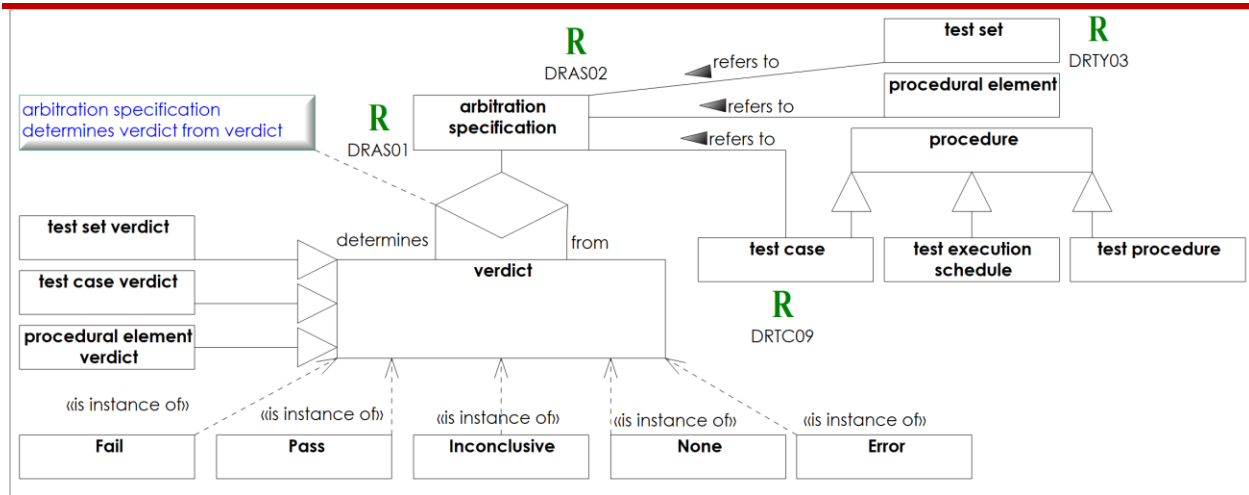 test set
R
DRTY03
R
DRAS02
refers to
procedural element
arbitration specification
determines verdict from verdict
R
DRAS01
arbitration
specification
refers to
refers to
procedure
test set verdict
determines
from
test case
test execution
schedule
test procedure
verdict
test case verdict
R
DRTC09
procedural element
verdict
«is instance of»
«is instance of»
«is instance of»
«is instance of»
«is instance of»
Fail
Pass
Inconclusive
None
Error